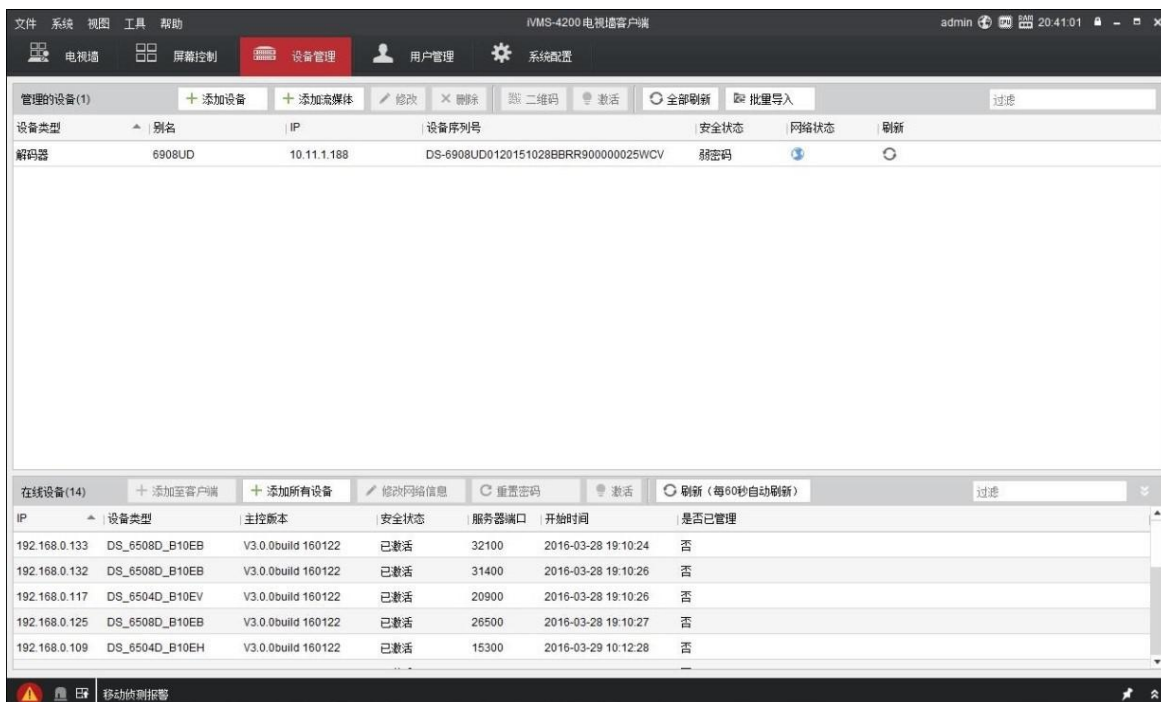 文件 系统 视图 工具 帮助 iVMS-4200 电视墙客户端 admin CPU RAM 20:41:01
电视墙 屏幕控制 设备管理 用户管理 系统配置
管理的设备(1) 添加设备 添加流媒体 修改 删除 二维码 激活 全部刷新 批量导入 过滤
设备类型 别名 IP 设备序列号 安全状态 网络状态 刷新
解码器 6908UD 10.11.1.188 DS-6908UD0120151028BBRR900000025WCV 弱密码
在线设备(14) 添加至客户端 添加所有设备 修改网络信息 重置密码 激活 刷新（每60秒自动刷新） 过滤
IP 设备类型 主控版本 安全状态 服务器端口 开始时间 是否已管理
192.168.0.133 DS_6508D_B10EB V3.0.0build 160122 已激活 32100 2016-03-28 19:10:24 否
192.168.0.132 DS_6508D_B10EB V3.0.0build 160122 已激活 31400 2016-03-28 19:10:26 否
192.168.0.117 DS_6504D_B10EV V3.0.0build 160122 已激活 20900 2016-03-28 19:10:26 否
192.168.0.125 DS_6508D_B10EB V3.0.0build 160122 已激活 26500 2016-03-28 19:10:27 否
192.168.0.109 DS_6504D_B10EH V3.0.0build 160122 已激活 15300 2016-03-29 10:12:28 否
移动侦测报警